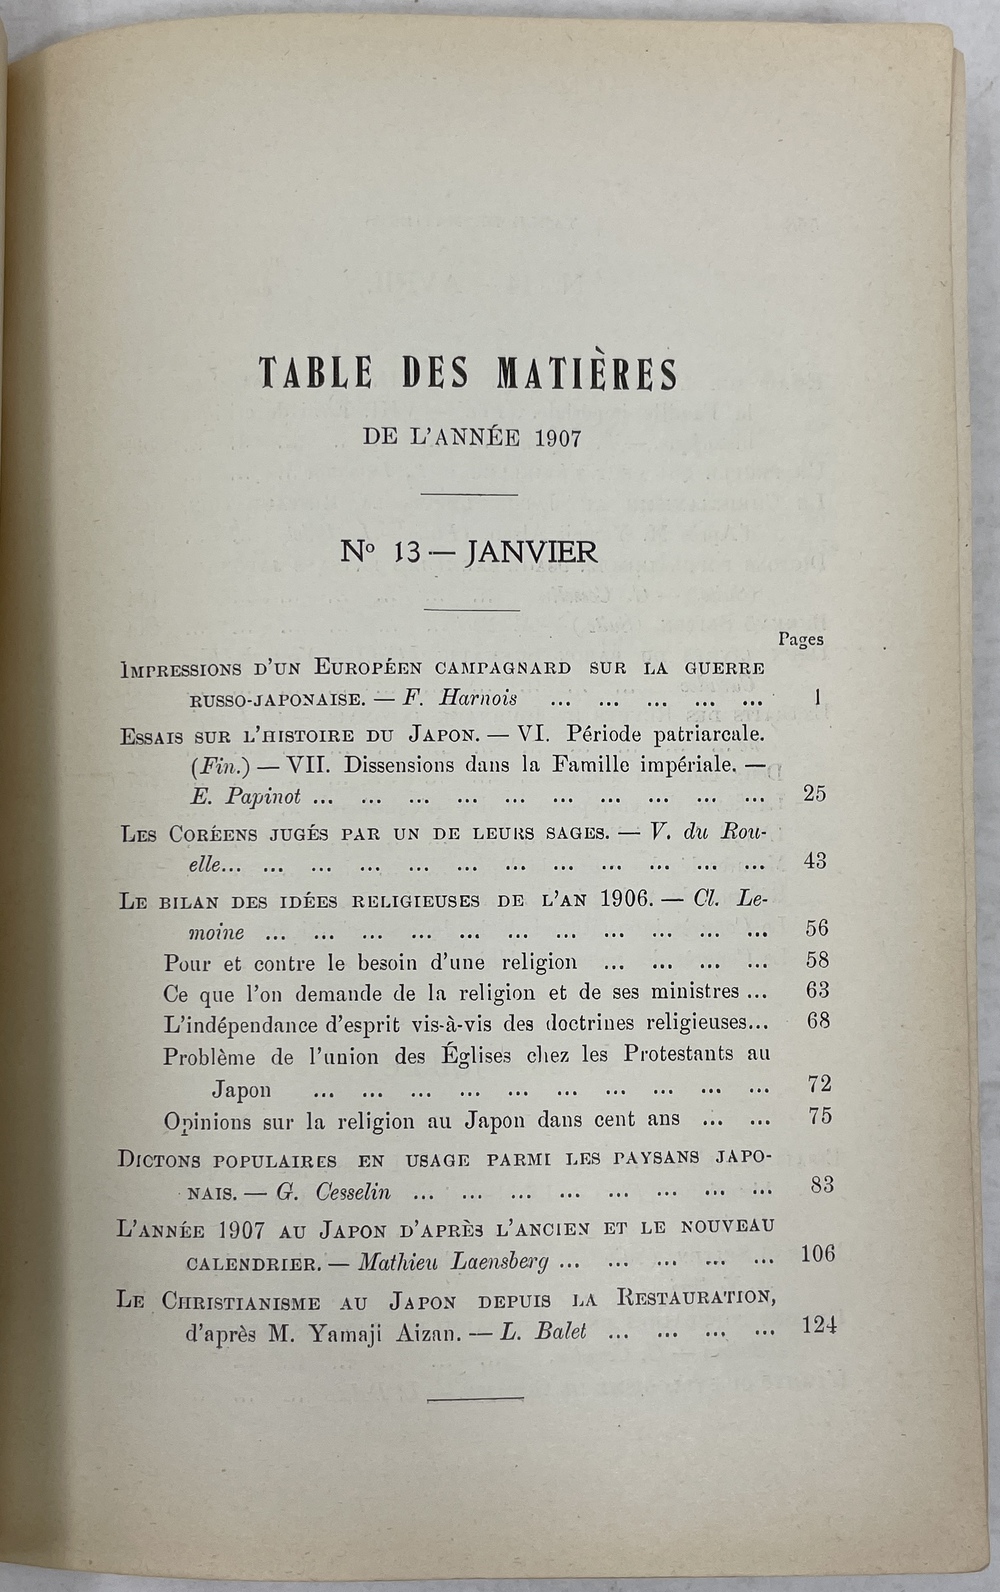 TABLE DES MATIÈRES
DE L'ANNÉE 1907
Nº 13 — JANVIER
Pages
IMPRESSIONS D'UN EUROPÉEN CAMPAGNARD SUR LA GUERRE
RUSSO-JAPONAISE. — F. Harnois ... ... ... ... ... 1
ESSAIS SUR L'HISTOIRE DU JAPON. — VI. Période patriarcale.
(Fin.) — VII. Dissensions dans la Famille impériale. —
E. Papinot ... ... ... ... ... ... ... ... ... ... 25
LES CORÉENS JUGÉS PAR UN DE LEURS SAGES. — V. du Rou-
elle... ... ... ... ... ... ... ... ... ... ... ... 43
LE BILAN DES IDÉES RELIGIEUSES DE L'AN 1906. — Cl. Le-
moine ... ... ... ... ... ... ... ... ... ... ... 56
Pour et contre le besoin d'une religion ... ... ... ... 58
Ce que l'on demande de la religion et de ses ministres ... 63
L'indépendance d'esprit vis-à-vis des doctrines religieuses... 68
Problème de l'union des Églises chez les Protestants au
Japon ... ... ... ... ... ... ... ... ... ... 72
Opinions sur la religion au Japon dans cent ans ... ... 75
DICTONS POPULAIRES EN USAGE PARMI LES PAYSANS JAPO-
NAIS. — G. Cesselin ... ... ... ... ... ... ... ... 83
L'ANNÉE 1907 AU JAPON D'APRÈS L'ANCIEN ET LE NOUVEAU
CALENDRIER. — Mathieu Laensberg ... ... ... ... ... 106
LE CHRISTIANISME AU JAPON DEPUIS LA RESTAURATION,
d'après M. Yamaji Aizan. — L. Balet ... ... ... ... 124